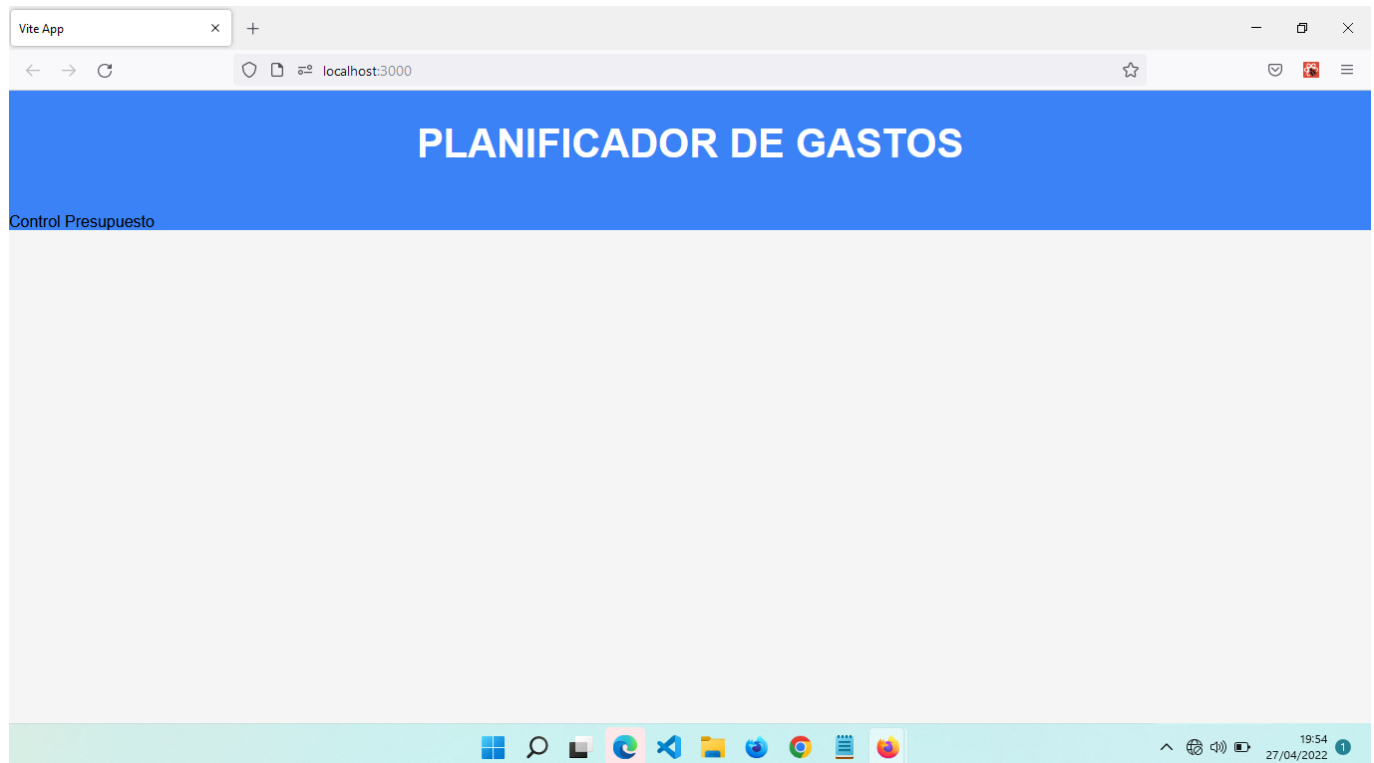 Vite App
localhost:3000
PLANIFICADOR DE GASTOS
Control Presupuesto
19:54
27/04/2022
1